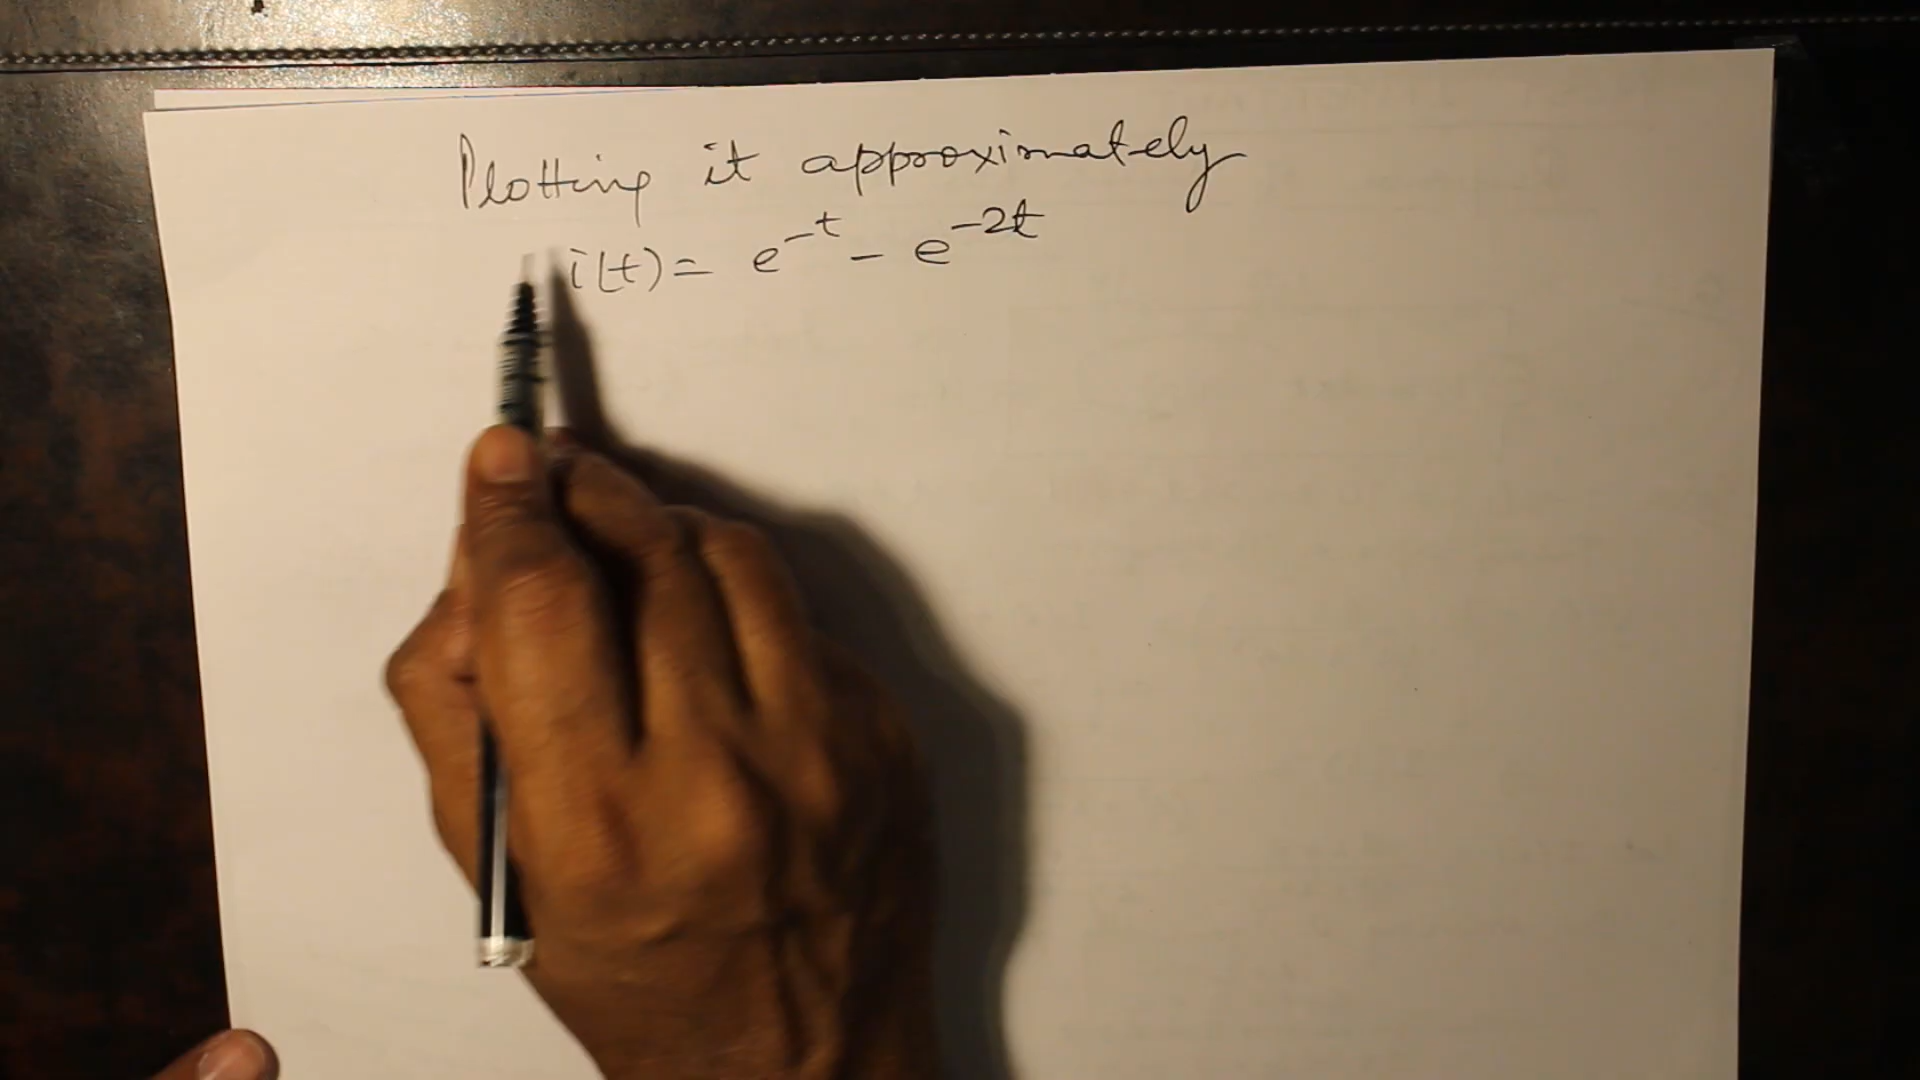 Plotting it approximately
i(t) = e^{-t} - e^{-2t}